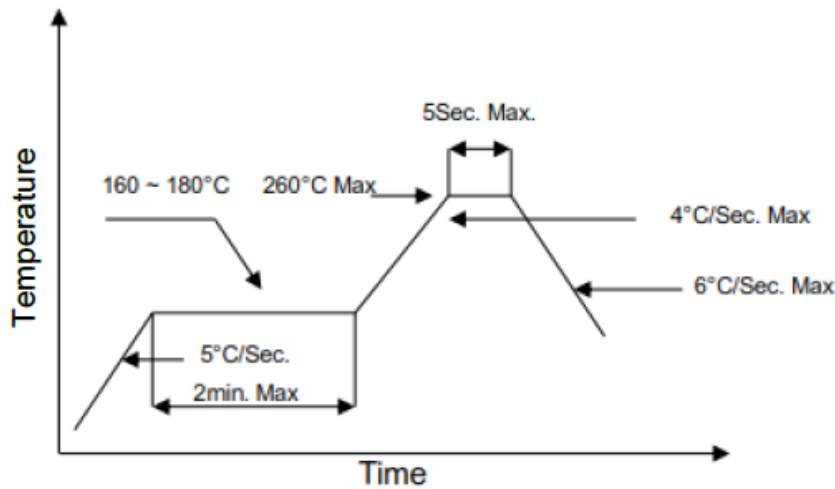 5Sec. Max.
160 ~ 180°C
260°C Max
4°C/Sec. Max
6°C/Sec. Max
5°C/Sec.
2min. Max
Temperature
Time